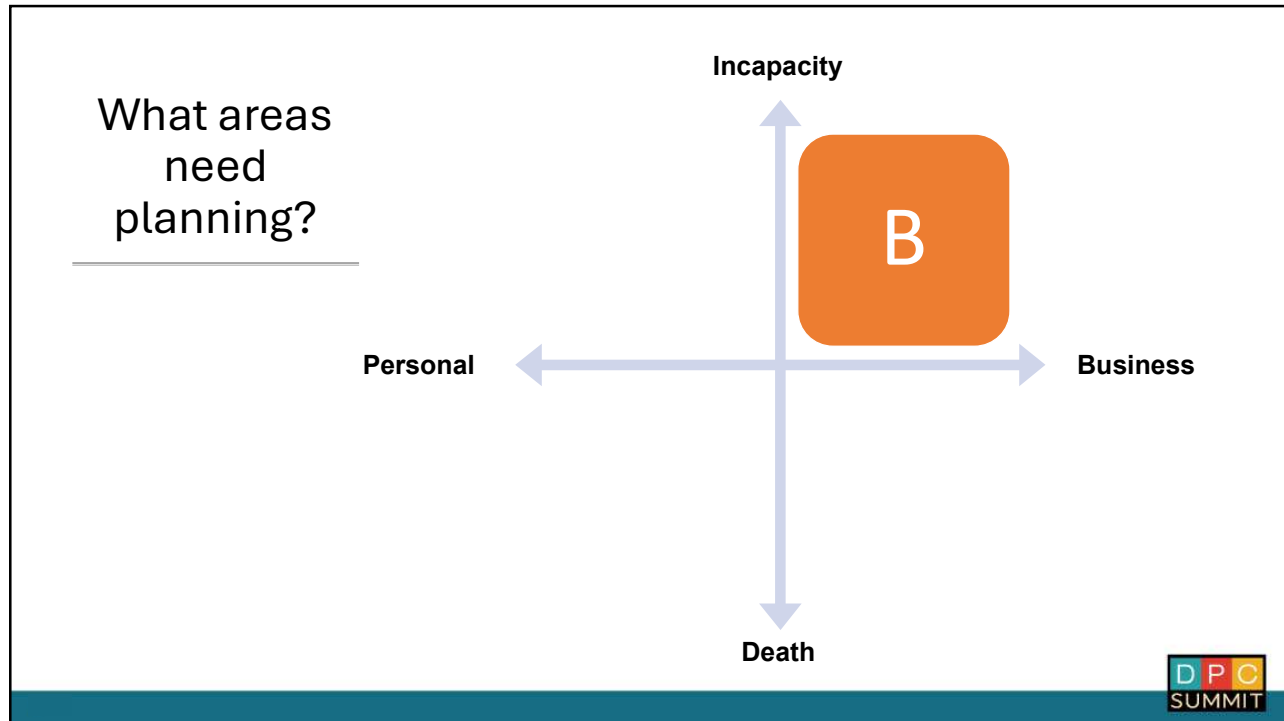 What areas
need
planning?
Incapacity
B
Personal
Business
Death
D P C
SUMMIT